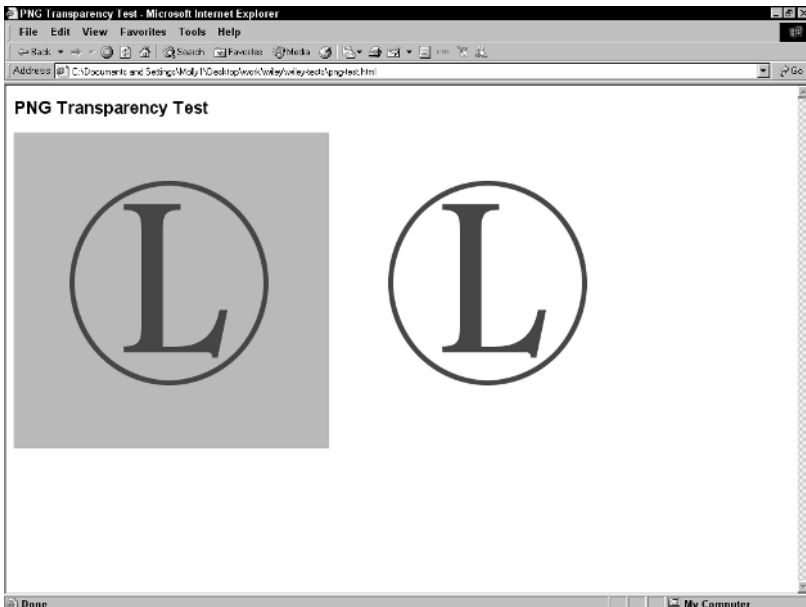 PNG Transparency Test - Microsoft Internet Explorer
File Edit View Favorites Tools Help
Back Search Favorites Media
Address C:\Documents and Settings\Molly1\Desktop\work\wiley\wiley-tests\png-test.html Go
PNG Transparency Test
L L
Done My Computer